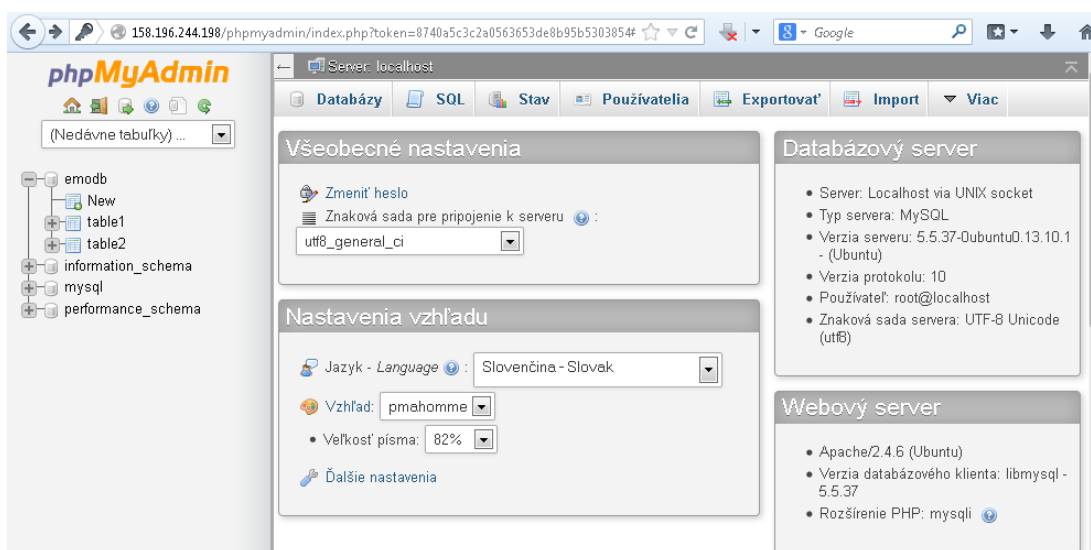 158.196.244.198/phpmyadmin/index.php?token=8740a5c3c2a0563653de8b95b5303854#
Google
phpMyAdmin
(Nedávne tabuľky) ...
emodb
New
table1
table2
information_schema
mysql
performance_schema
Server: localhost
Databázy
SQL
Stav
Používatelia
Exportovať
Import
Viac
Všeobecné nastavenia
Zmeniť heslo
Znaková sada pre pripojenie k serveru :
utf8_general_ci
Nastavenia vzhľadu
Jazyk - Language :
Slovenčina - Slovak
Vzhľad: pmahomme
• Veľkosť písma: 82%
Ďalšie nastavenia
Databázový server
• Server: Localhost via UNIX socket
• Typ servera: MySQL
• Verzia serveru: 5.5.37-0ubuntu0.13.10.1
- (Ubuntu)
• Verzia protokolu: 10
• Používateľ: root@localhost
• Znaková sada servera: UTF-8 Unicode
(utf8)
Webový server
• Apache/2.4.6 (Ubuntu)
• Verzia databázového klienta: libmysql -
5.5.37
• Rozšírenie PHP: mysqli